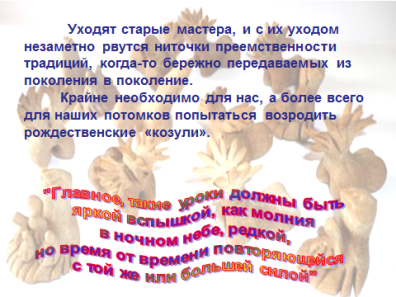 Уходят старые мастера, и с их уходом
незаметно рвутся ниточки преемственности
традиций, когда-то бережно передаваемых из
поколения в поколение.
Крайне необходимо для нас, а более всего
для наших потомков попытаться возродить
рождественские «козули».
"Главное, такие уроки должны быть
яркой вспышкой, как молния
в ночном небе, редкой,
но время от времени повторяющейся
с той же или большей силой"